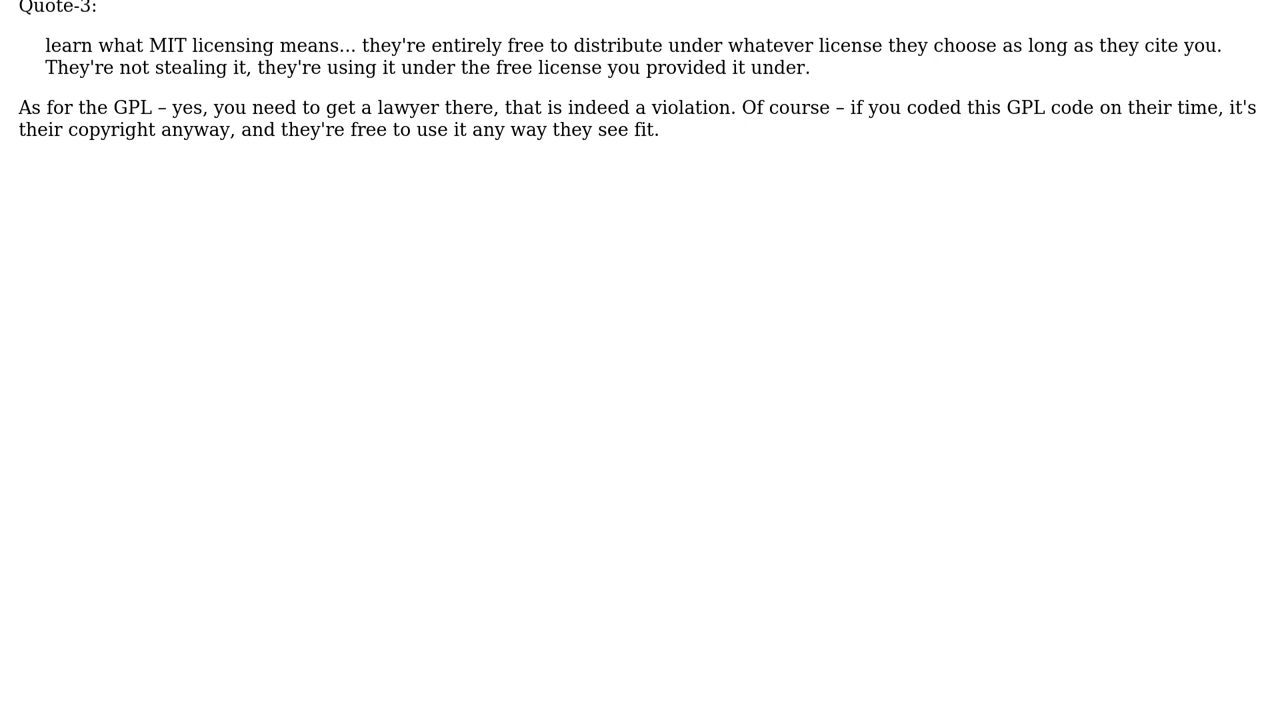 Quote-3:
learn what MIT licensing means... they're entirely free to distribute under whatever license they choose as long as they cite you.
They're not stealing it, they're using it under the free license you provided it under.
As for the GPL – yes, you need to get a lawyer there, that is indeed a violation. Of course – if you coded this GPL code on their time, it's
their copyright anyway, and they're free to use it any way they see fit.